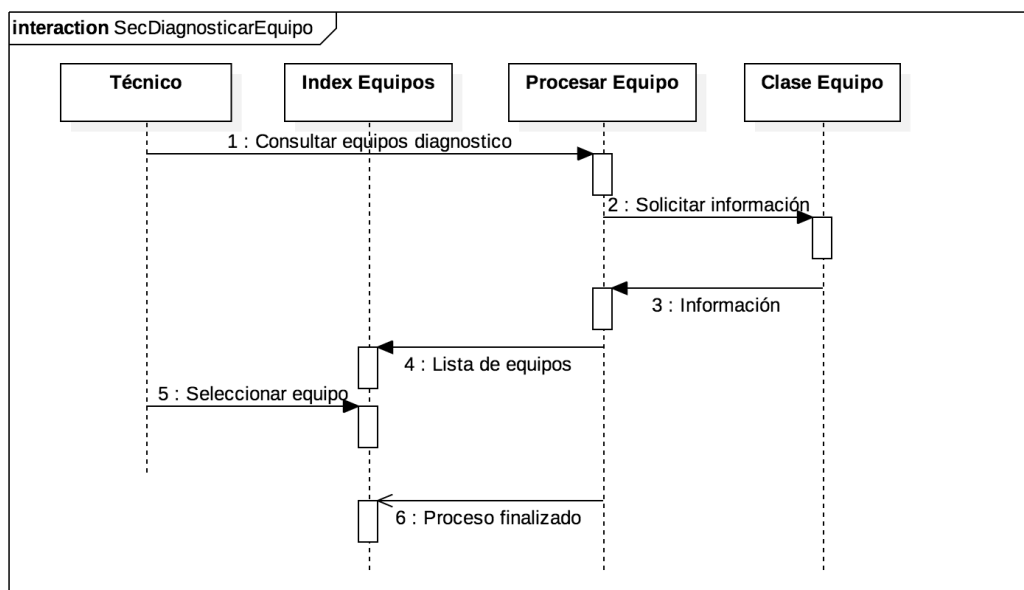 interaction SecDiagnosticarEquipo
Técnico
Index Equipos
Procesar Equipo
Clase Equipo
1 : Consultar equipos diagnostico
2 : Solicitar información
3 : Información
4 : Lista de equipos
5 : Seleccionar equipo
6 : Proceso finalizado